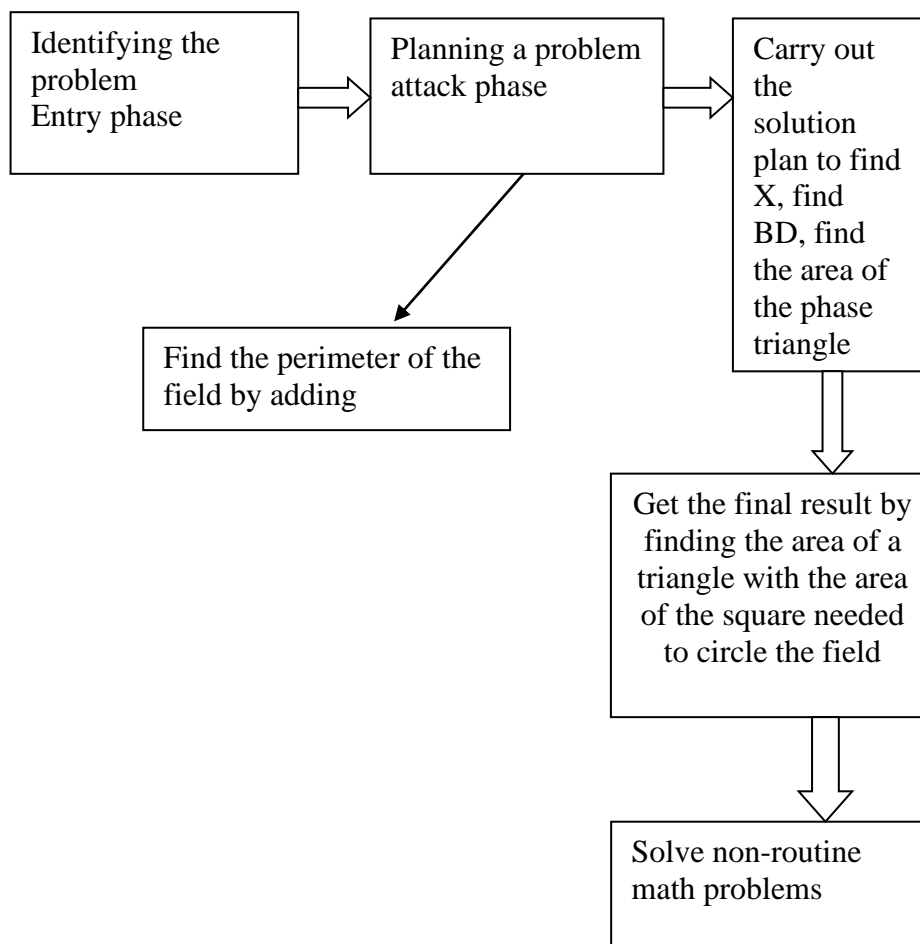 Identifying the
problem
Entry phase
Planning a problem
attack phase
Carry out
the
solution
plan to find
X, find
BD, find
the area of
the phase
triangle
Find the perimeter of the
field by adding
Get the final result by
finding the area of a
triangle with the area
of the square needed
to circle the field
Solve non-routine
math problems